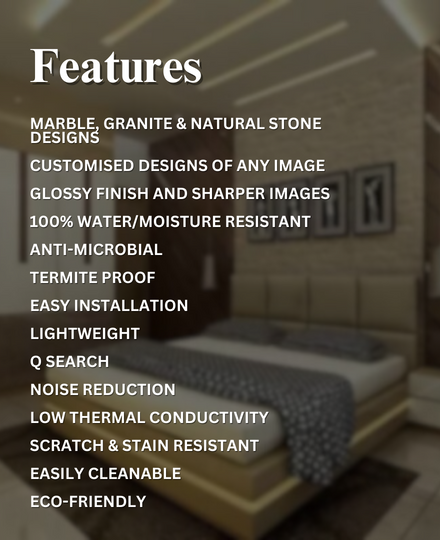 Features
MARBLE, GRANITE & NATURAL STONE
DESIGNS
CUSTOMISED DESIGNS OF ANY IMAGE
GLOSSY FINISH AND SHARPER IMAGES
100% WATER/MOISTURE RESISTANT
ANTI-MICROBIAL
TERMITE PROOF
EASY INSTALLATION
LIGHTWEIGHT
Q SEARCH
NOISE REDUCTION
LOW THERMAL CONDUCTIVITY
SCRATCH & STAIN RESISTANT
EASILY CLEANABLE
ECO-FRIENDLY